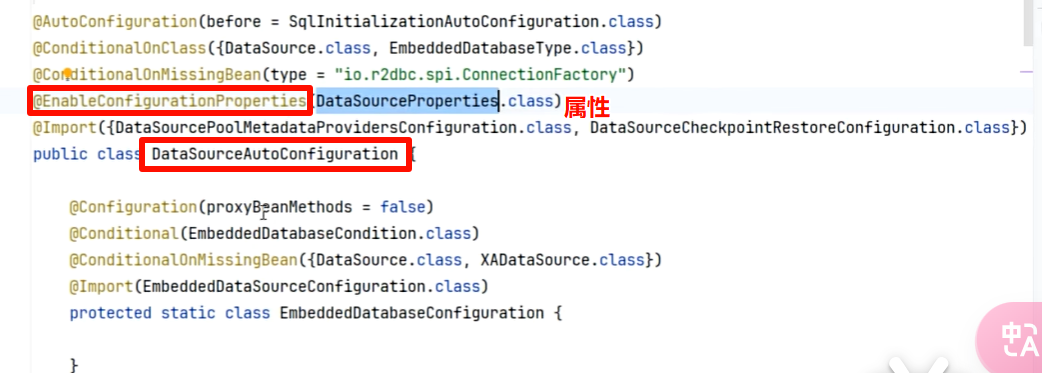 @AutoConfiguration(before = SqlInitializationAutoConfiguration.class)
@ConditionalOnClass({DataSource.class, EmbeddedDatabaseType.class})
@ConditionalOnMissingBean(type = "io.r2dbc.spi.ConnectionFactory")
@EnableConfigurationProperties(DataSourceProperties.class) 属性
@Import({DataSourcePoolMetadataProvidersConfiguration.class, DataSourceCheckpointRestoreConfiguration.class})
public class DataSourceAutoConfiguration {
@Configuration(proxyBeanMethods = false)
@Conditional(EmbeddedDatabaseCondition.class)
@ConditionalOnMissingBean({DataSource.class, XADataSource.class})
@Import(EmbeddedDataSourceConfiguration.class)
protected static class EmbeddedDatabaseConfiguration {
}
中A